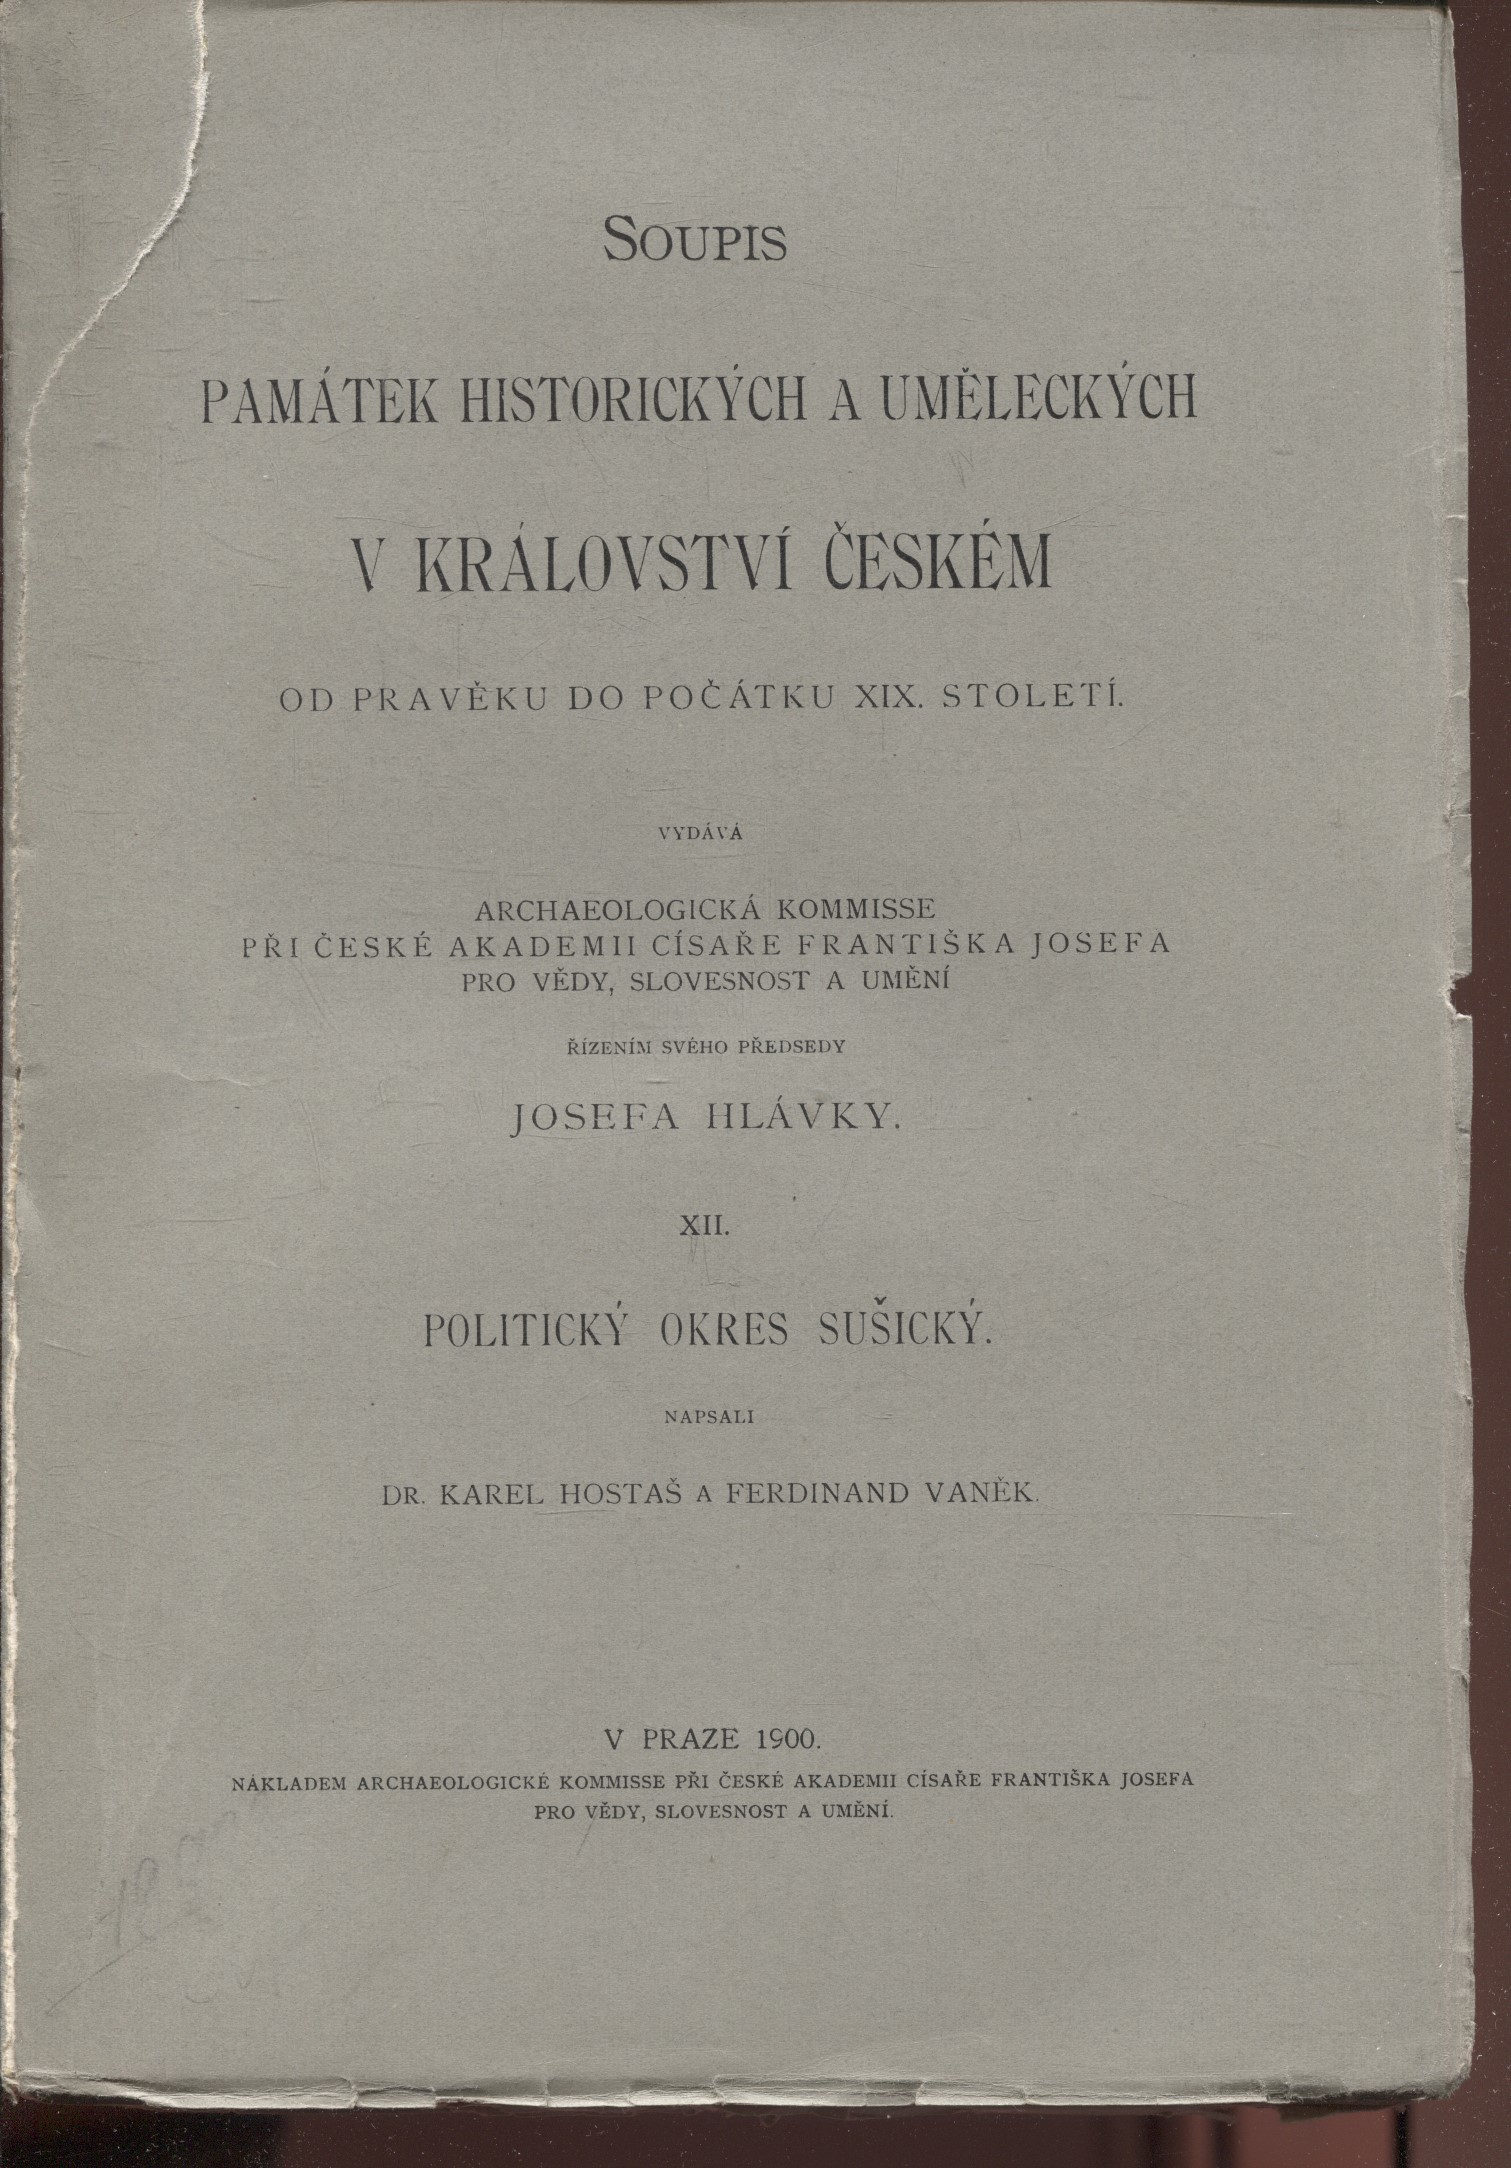 SOUPIS
PAMÁTEK HISTORICKÝCH A UMĚLECKÝCH
V KRÁLOVSTVÍ ČESKÉM
OD PRAVĚKU DO POČÁTKU XIX. STOLETÍ.
VYDÁVÁ
ARCHAEOLOGICKÁ KOMMISSE
PŘI ČESKÉ AKADEMII CÍSAŘE FRANTIŠKA JOSEFA
PRO VĚDY, SLOVESNOST A UMĚNÍ
ŘÍZENÍM SVÉHO PŘEDSEDY
JOSEFA HLÁVKY.
XII.
POLITICKÝ OKRES SUŠICKÝ.
NAPSALI
DR. KAREL HOSTAŠ A FERDINAND VANĚK.
V PRAZE 1900.
NÁKLADEM ARCHAEOLOGICKÉ KOMMISSE PŘI ČESKÉ AKADEMII CÍSAŘE FRANTIŠKA JOSEFA
PRO VĚDY, SLOVESNOST A UMĚNÍ.